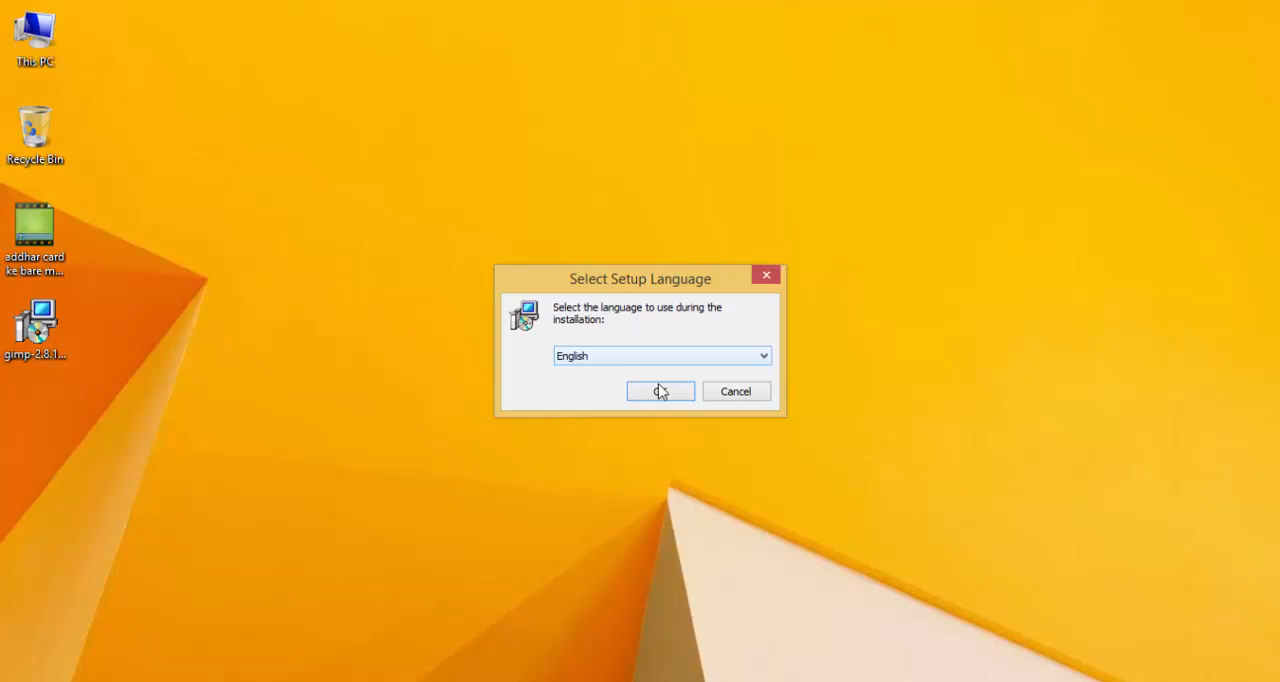 This PC
Recycle Bin
addhar card
ke bare m...
gimp-2.8.1...
Select Setup Language
Select the language to use during the
installation:
English
Cancel